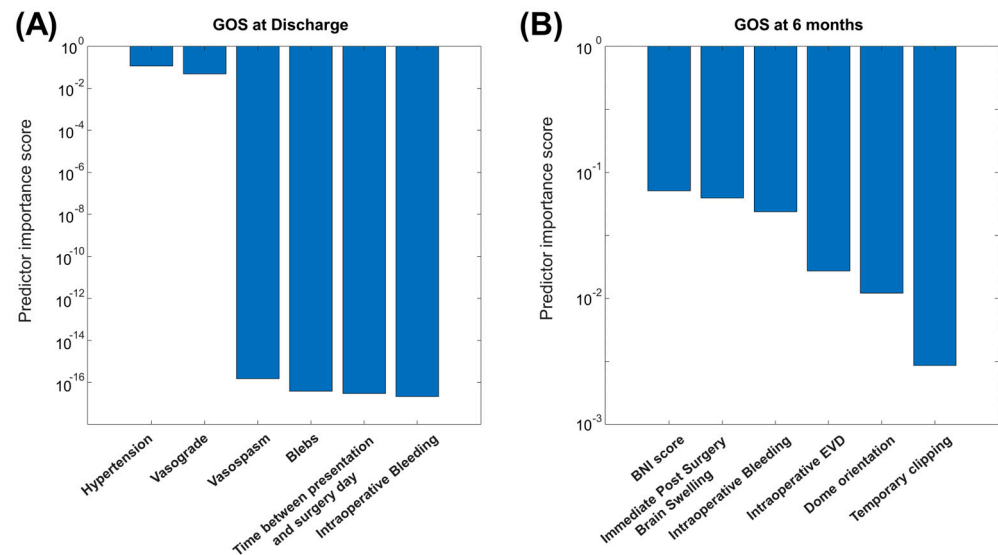 (A)
GOS at Discharge
Predictor importance score
10^0
10^-2
10^-4
10^-6
10^-8
10^-10
10^-12
10^-14
10^-16
Hypertension
Vasograde
Vasospasm
Blebs
Time between presentation
and surgery day
Intraoperative Bleeding
(B)
GOS at 6 months
Predictor importance score
10^0
10^-1
10^-2
10^-3
BNI score
Immediate Post Surgery
Brain Swelling
Intraoperative Bleeding
Intraoperative EVD
Dome orientation
Temporary clipping